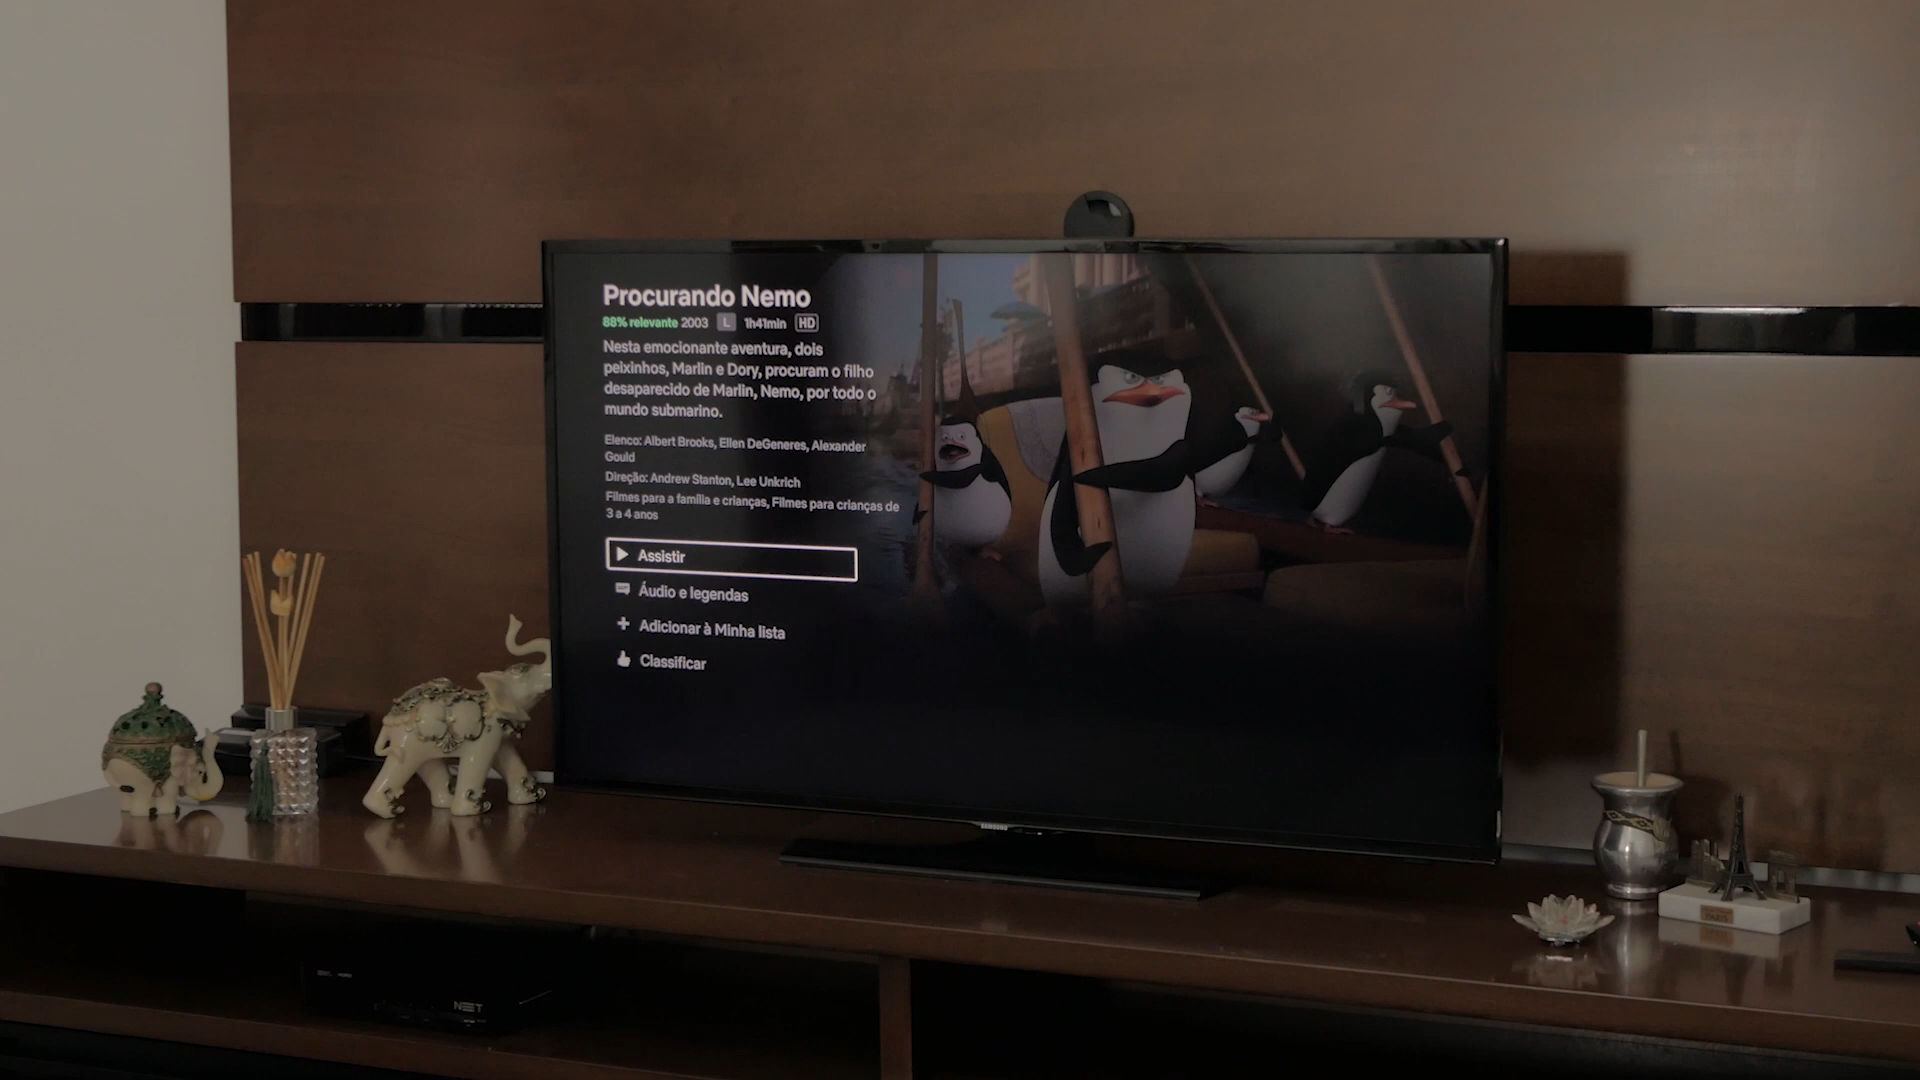 Procurando Nemo
88% relevante 2003 L 1h41min HD
Nesta emocionante aventura, dois
peixinhos, Marlin e Dory, procuram o filho
desaparecido de Marlin, Nemo, por todo o
mundo submarino.
Elenco: Albert Brooks, Ellen DeGeneres, Alexander
Gould
Direção: Andrew Stanton, Lee Unkrich
Filmes para a família e crianças, Filmes para crianças de
3 a 4 anos
Assistir
Áudio e legendas
Adicionar à Minha lista
Classificar
SAMSUNG
PARIS
NET